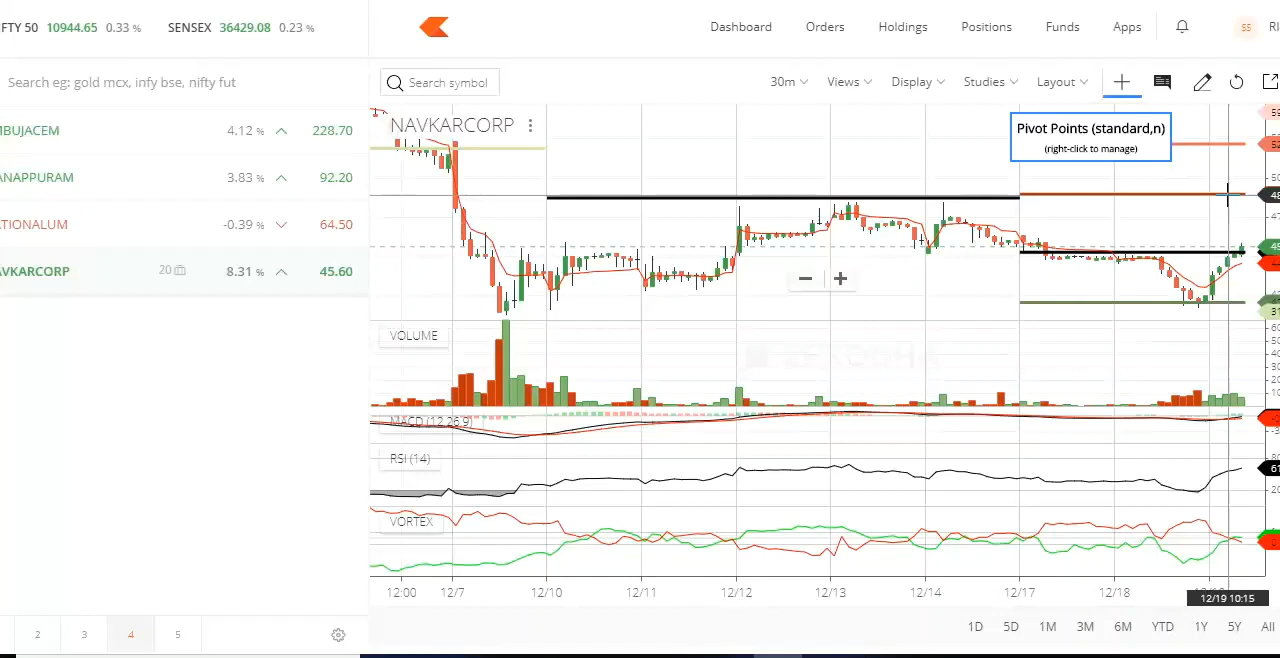 FTY 50 10944.65 0.33 % SENSEX 36429.08 0.23 %
Dashboard Orders Holdings Positions Funds Apps SS RI
Search eg: gold mcx, infy bse, nifty fut
Search symbol 30m Views Display Studies Layout
MBUJACEM 4.12 % 228.70
ANAPPURAM 3.83 % 92.20
TIONALUM -0.39 % 64.50
AVKARCORP 20 8.31 % 45.60
NAVKARCORP
Pivot Points (standard,n)
(right-click to manage)
VOLUME
MACD (12,26,9)
RSI (14)
VORTEX
12:00 12/7 12/10 12/11 12/12 12/13 12/14 12/17 12/18
12/19 10:15
1D 5D 1M 3M 6M YTD 1Y 5Y All
2 3 4 5